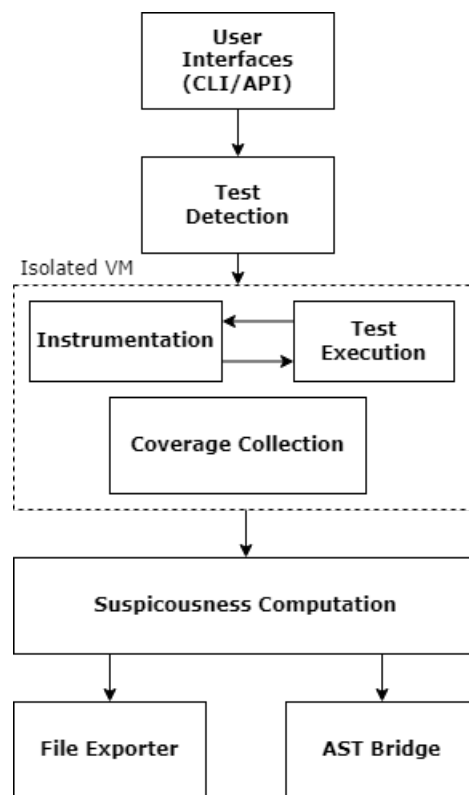 User
Interfaces
(CLI/API)
Test
Detection
Isolated VM
Instrumentation
Test
Execution
Coverage Collection
Suspicousness Computation
File Exporter
AST Bridge